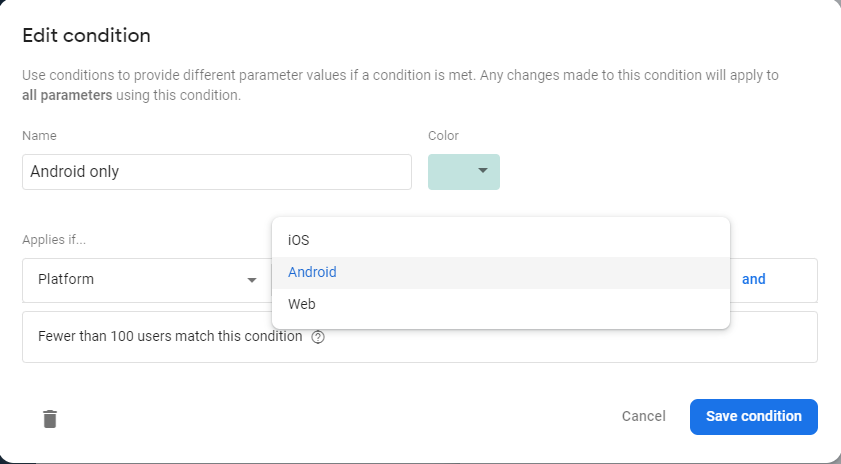 Edit condition
Use conditions to provide different parameter values if a condition is met. Any changes made to this condition will apply to
all parameters using this condition.
Name
Color
Android only
Applies if...
iOS
Platform
Android
and
Web
Fewer than 100 users match this condition
Cancel
Save condition